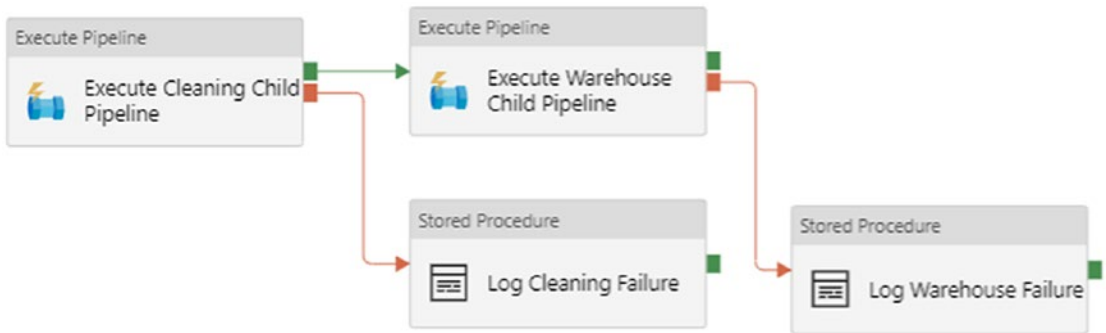 Execute Pipeline
Execute Cleaning Child
Pipeline
Execute Pipeline
Execute Warehouse
Child Pipeline
Stored Procedure
Log Cleaning Failure
Stored Procedure
Log Warehouse Failure